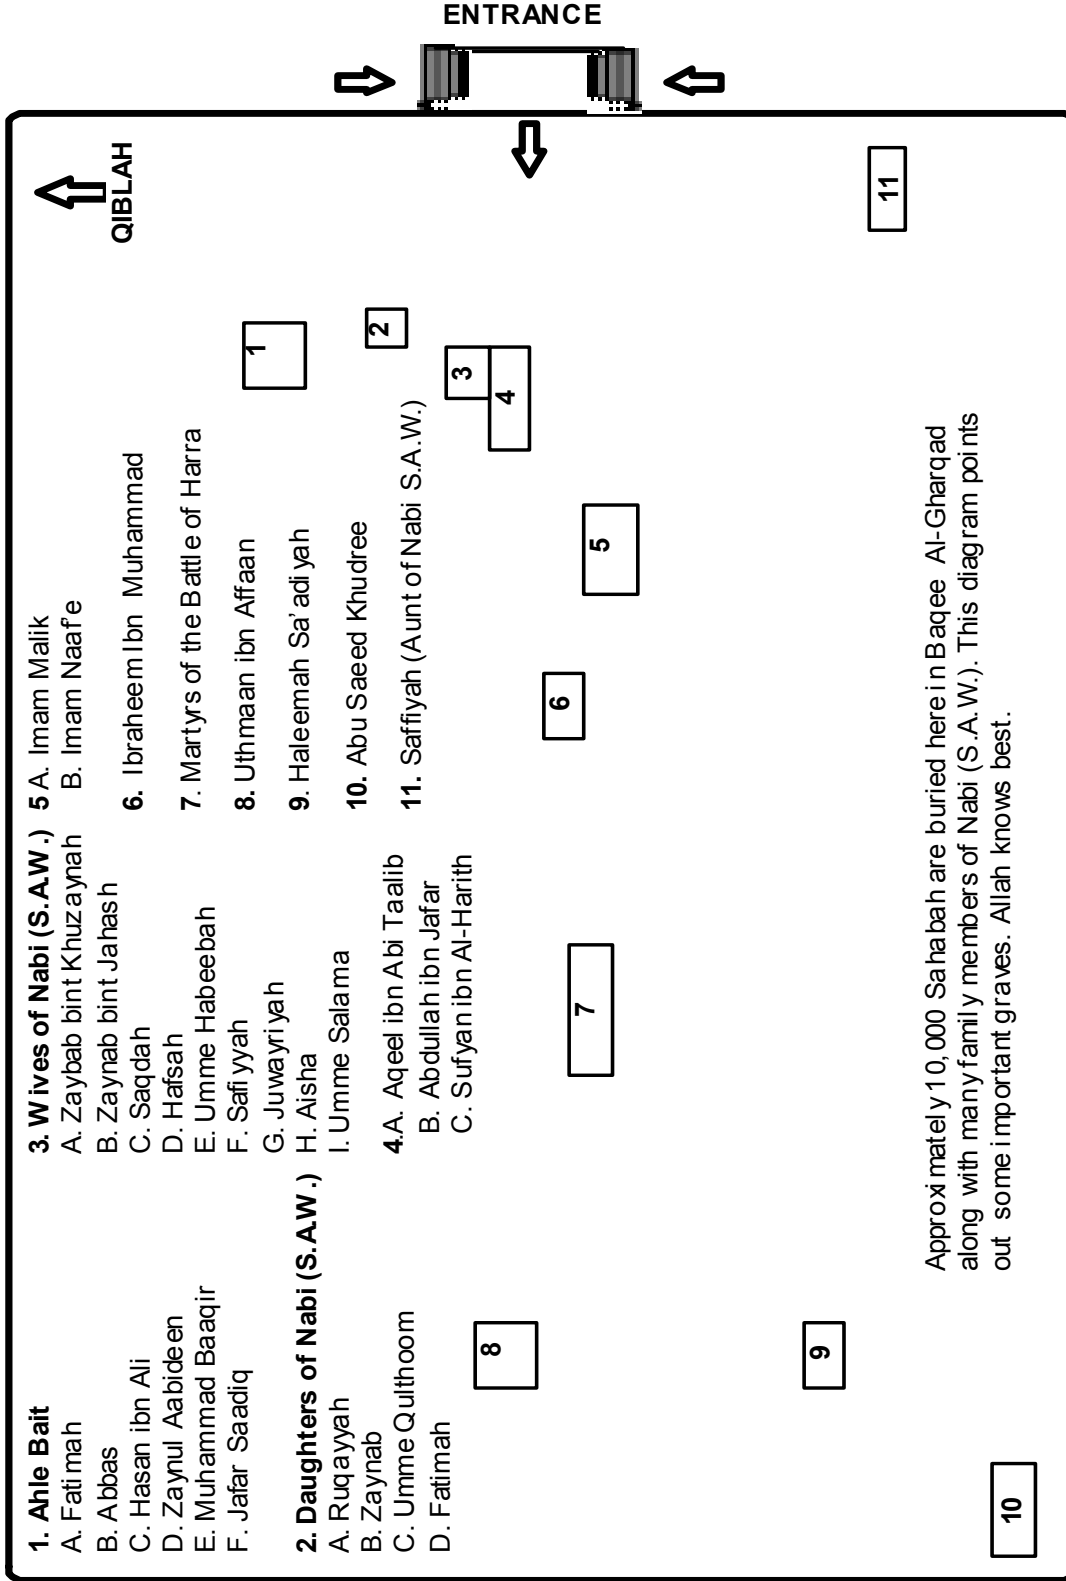 ENTRANCE
QIBLAH
1. Ahle Bait
A. Fatimah
B. Abbas
C. Hasan ibn Ali
D. Zaynul Aabideen
E. Muhammad Baaqir
F. Jafar Saadiq
2. Daughters of Nabi (S.A.W.)
A. Ruqayyah
B. Zaynab
C. Umme Qulthoom
D. Fatimah
3. Wives of Nabi (S.A.W.)
A. Zaybab bint Khuzaynah
B. Zaynab bint Jahash
C. Saqdah
D. Hafsah
E. Umme Habeebah
F. Safiyyah
G. Juwayriyah
H. Aisha
I. Umme Salama
4.A. Aqeel ibn Abi Taalib
B. Abdullah ibn Jafar
C. Sufyan ibn Al-Harith
5 A. Imam Malik
B. Imam Naaf'e
6. Ibraheem Ibn Muhammad
7. Martyrs of the Battle of Harra
8. Uthmaan ibn Affaan
9. Haleemah Sa'adiyah
10. Abu Saeed Khudree
11. Saffiyah (Aunt of Nabi S.A.W.)
1
2
3
4
5
6
7
8
9
10
11
Approximately 10,000 Sahabah are buried here in Baqee Al-Gharqad
along with many family members of Nabi (S.A.W.). This diagram points
out some important graves. Allah knows best.